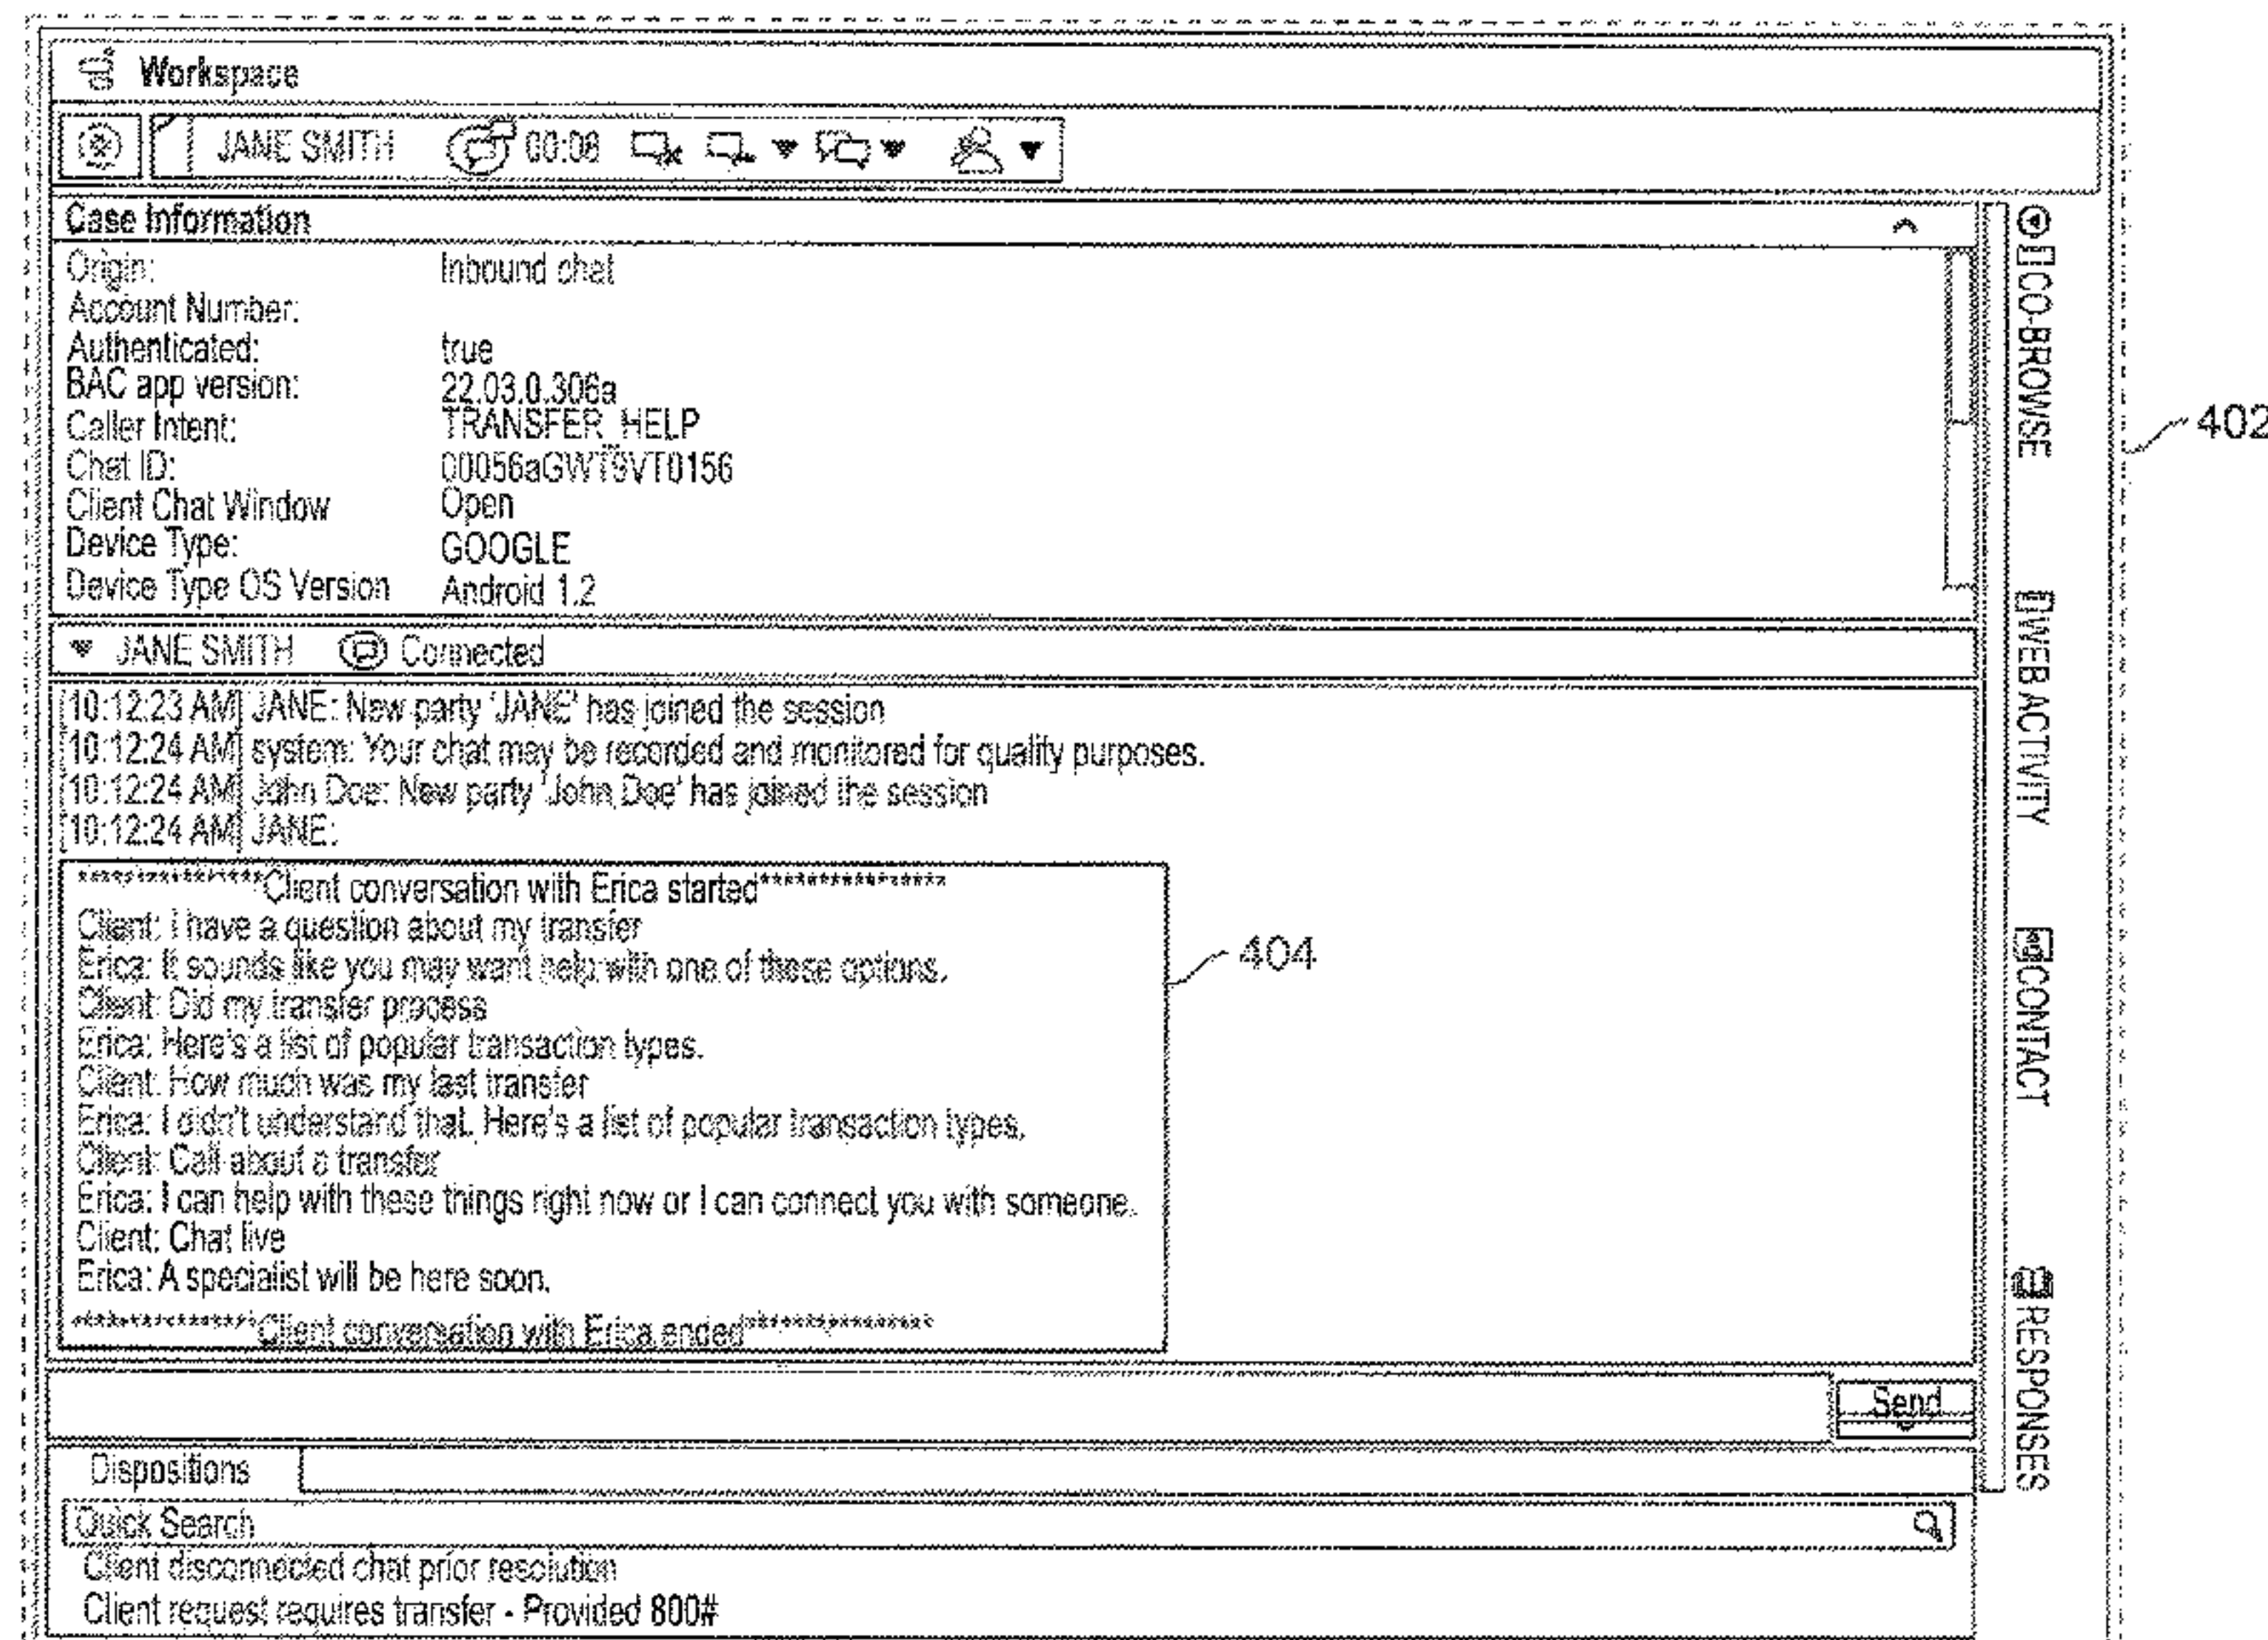 Workspace
JANE SMITH 00:08
Case Information
Origin: Inbound chat
Account Number:
Authenticated: true
BAC app version: 22.03.0.306a
Caller Intent: TRANSFER_HELP
Chat ID: 00056aGWT9VT0156
Client Chat Window Open
Device Type: GOOGLE
Device Type OS Version Android 1.2
JANE SMITH Connected
[10:12:23 AM] JANE: New party 'JANE' has joined the session
[10:12:24 AM] system: Your chat may be recorded and monitored for quality purposes.
[10:12:24 AM] John Doe: New party 'John Doe' has joined the session
[10:12:24 AM] JANE:
****************Client conversation with Erica started****************
Client: I have a question about my transfer
Erica: It sounds like you may want help with one of these options.
Client: Did my transfer process
Erica: Here's a list of popular transaction types.
Client: How much was my last transfer
Erica: I didn't understand that. Here's a list of popular transaction types.
Client: Call about a transfer
Erica: I can help with these things right now or I can connect you with someone.
Client: Chat live
Erica: A specialist will be here soon.
****************Client conversation with Erica ended****************
Send
Dispositions
Quick Search
Client disconnected chat prior resolution
Client request requires transfer - Provided 800#
CO-BROWSE
WEB ACTIVITY
CONTACT
RESPONSES
402
404